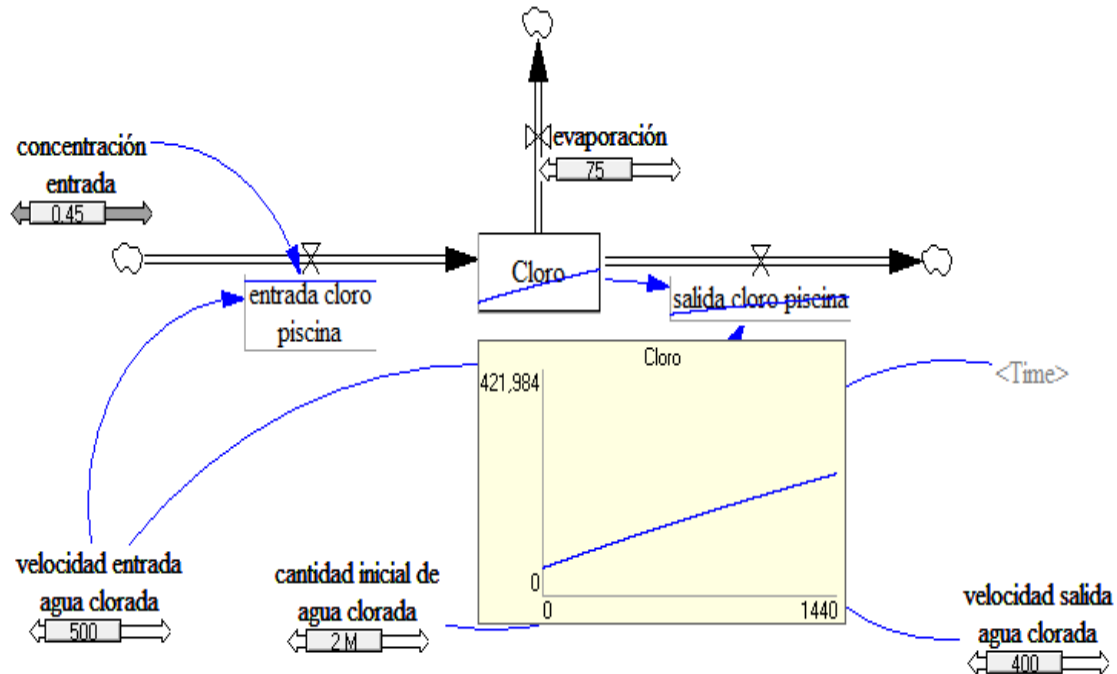 evaporación
75
concentración
entrada
0.45
Cloro
entrada cloro
piscina
salida cloro piscina
Cloro
421,984
0
0
1440
<Time>
velocidad entrada
agua clorada
500
cantidad inicial de
agua clorada
2 M
velocidad salida
agua clorada
400